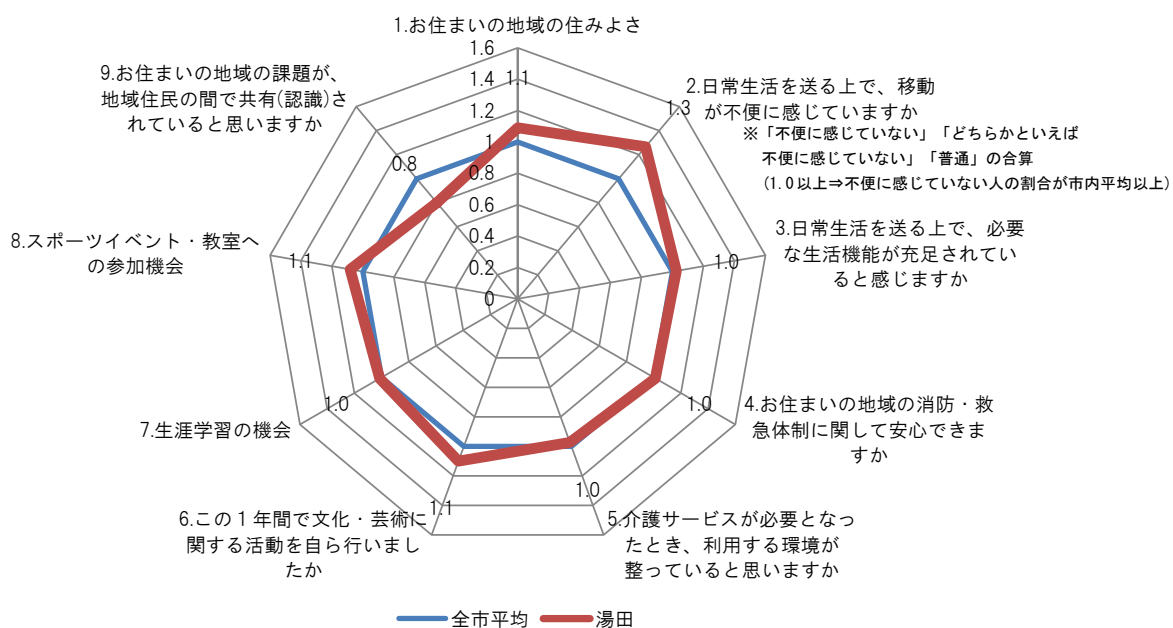 1.お住まいの地域の住みよさ
1.6
1.4
1.1
1.2
1
0.8
0.6
0.4
0.2
0
2.日常生活を送る上で、移動
が不便に感じていますか
1.3
※「不便に感じていない」「どちらかといえば
不便に感じていない」「普通」の合算
(1.0以上⇒不便に感じていない人の割合が市内平均以上)
3.日常生活を送る上で、必要
な生活機能が充足されてい
ると感じますか
1.0
4.お住まいの地域の消防・救
急体制に関して安心できま
すか
1.0
5.介護サービスが必要となっ
たとき、利用する環境が
整っていると思いますか
1.0
6.この１年間で文化・芸術に
関する活動を自ら行いまし
たか
1.1
7.生涯学習の機会
1.0
8.スポーツイベント・教室へ
の参加機会
1.1
9.お住まいの地域の課題が、
地域住民の間で共有(認識)さ
れていると思いますか
0.8
全市平均
湯田